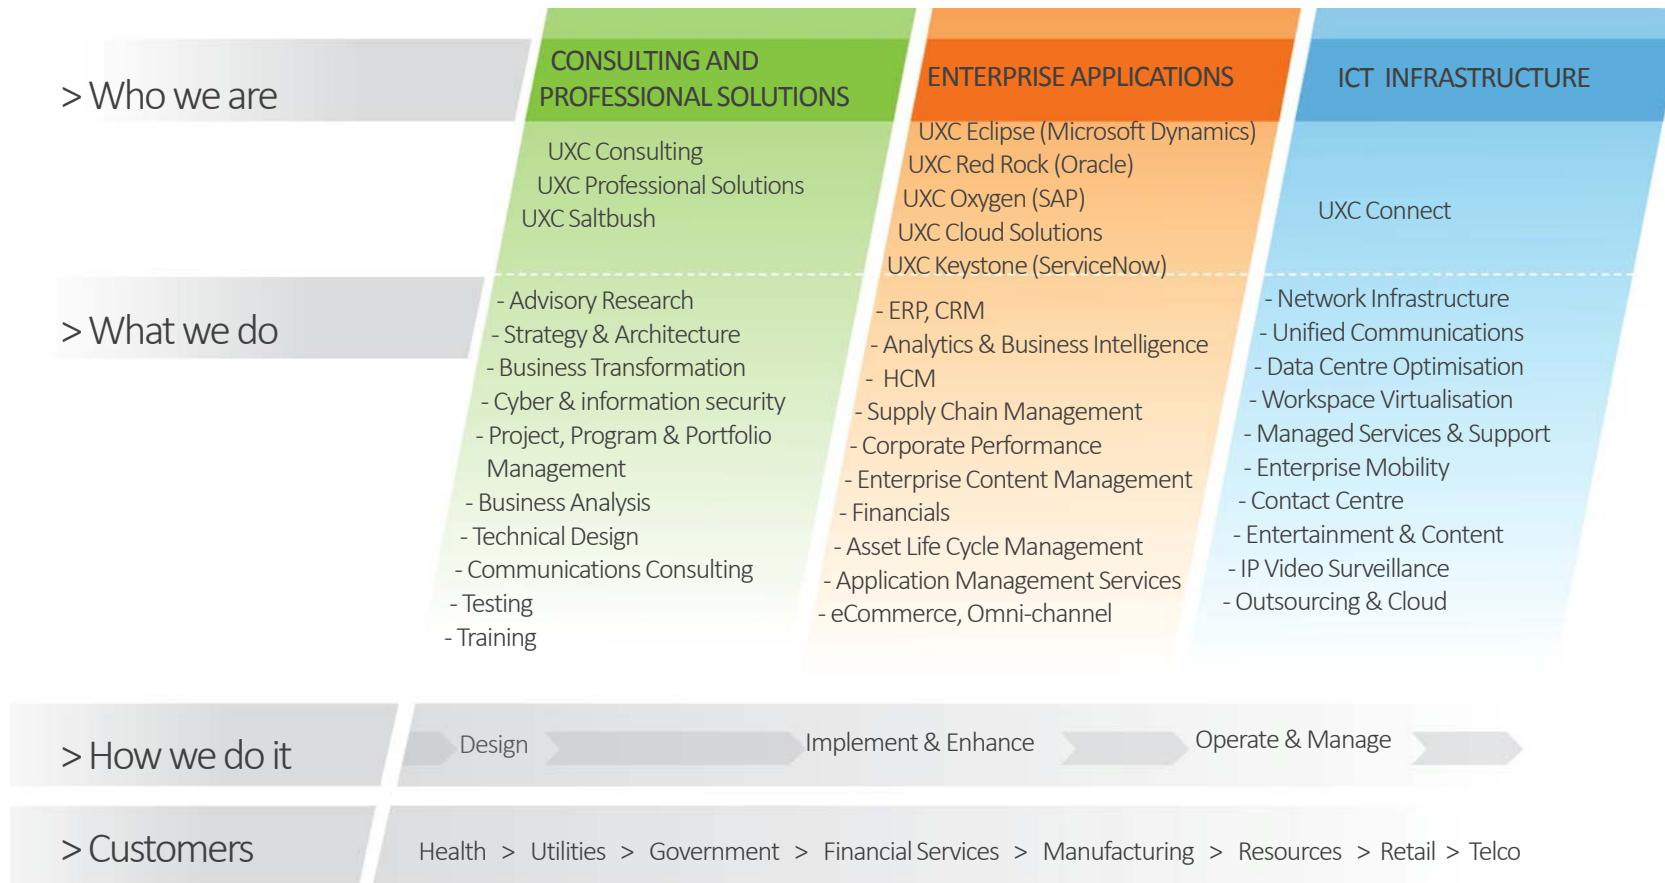 > Who we are
CONSULTING AND
PROFESSIONAL SOLUTIONS
UXC Consulting
UXC Professional Solutions
UXC Saltbush
ENTERPRISE APPLICATIONS
UXC Eclipse (Microsoft Dynamics)
UXC Red Rock (Oracle)
UXC Oxygen (SAP)
UXC Cloud Solutions
UXC Keystone (ServiceNow)
ICT INFRASTRUCTURE
UXC Connect
> What we do
- Advisory Research
- Strategy & Architecture
- Business Transformation
- Cyber & information security
- Project, Program & Portfolio
Management
- Business Analysis
- Technical Design
- Communications Consulting
- Testing
- Training
- ERP, CRM
- Analytics & Business Intelligence
- HCM
- Supply Chain Management
- Corporate Performance
- Enterprise Content Management
- Financials
- Asset Life Cycle Management
- Application Management Services
- eCommerce, Omni-channel
- Network Infrastructure
- Unified Communications
- Data Centre Optimisation
- Workspace Virtualisation
- Managed Services & Support
- Enterprise Mobility
- Contact Centre
- Entertainment & Content
- IP Video Surveillance
- Outsourcing & Cloud
> How we do it
Design
Implement & Enhance
Operate & Manage
> Customers
Health > Utilities > Government > Financial Services > Manufacturing > Resources > Retail > Telco